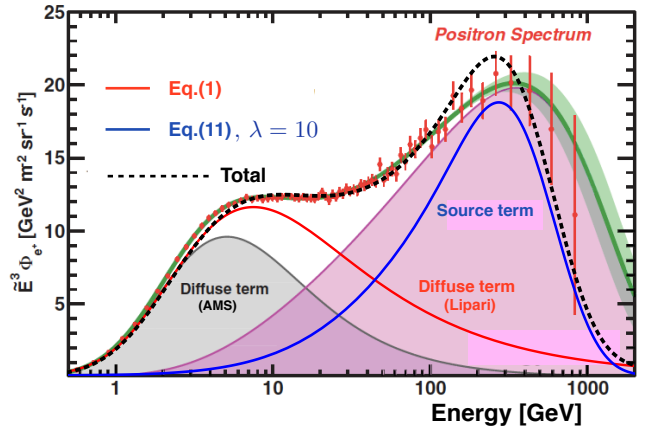 Positron Spectrum
Eq.(1)
Eq.(11), λ = 10
Total
Source term
Diffuse term
(AMS)
Diffuse term
(Lipari)
Ẽ³ Φₑ⁺ [GeV² m⁻² sr⁻¹ s⁻¹]
25
20
15
10
5
1
10
100
1000
Energy [GeV]